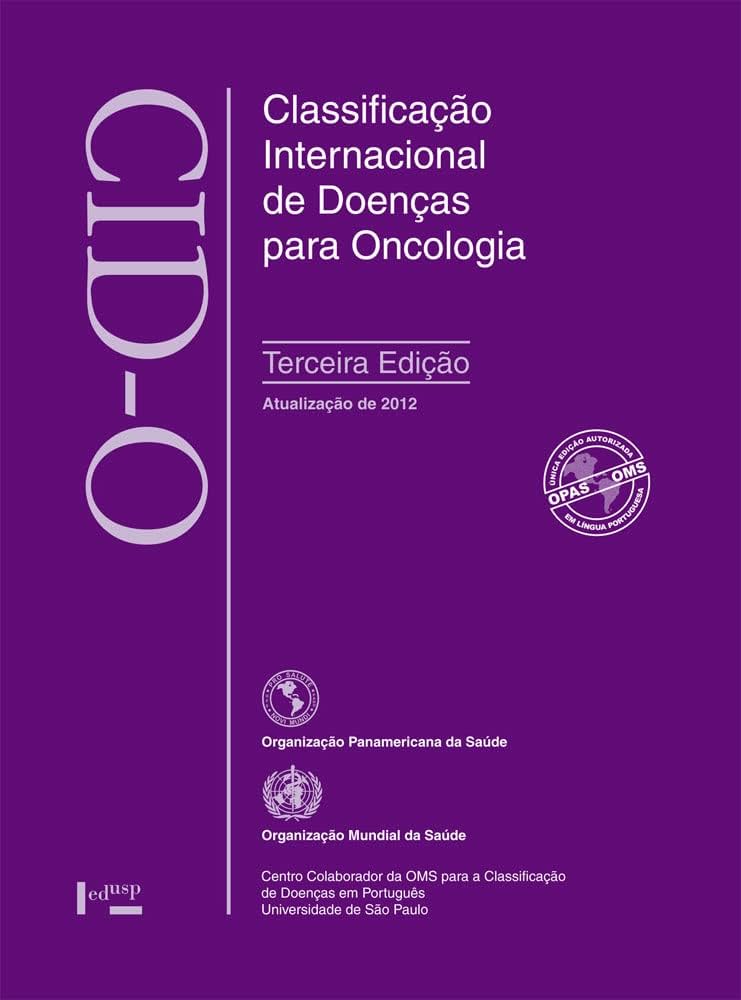 CID-O
Classificação
Internacional
de Doenças
para Oncologia
Terceira Edição
Atualização de 2012
ÚNICA EDIÇÃO AUTORIZADA
OPAS OMS
EM LÍNGUA PORTUGUESA
PRO SALUTE
NOVI MUNDI
Organização Panamericana da Saúde
Organização Mundial da Saúde
Centro Colaborador da OMS para a Classificação
de Doenças em Português
Universidade de São Paulo
edusp